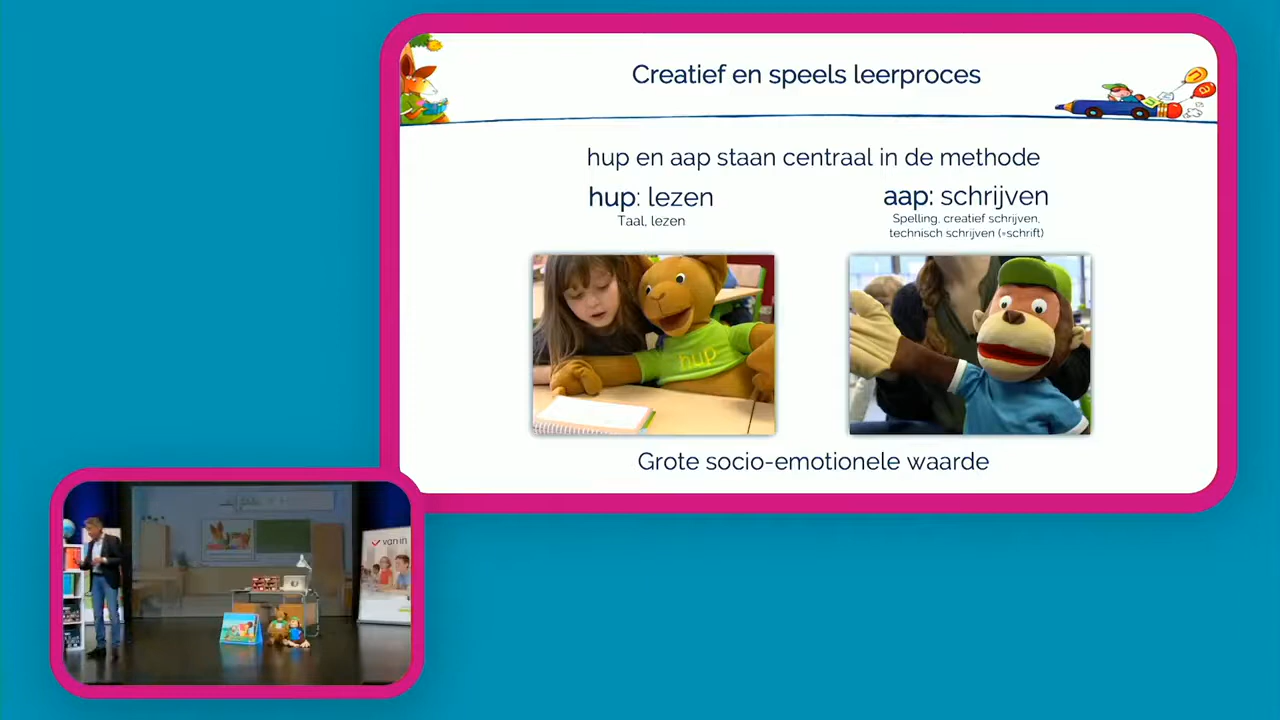 Creatief en speels leerproces
hup en aap staan centraal in de methode
hup: lezen
Taal, lezen
aap: schrijven
Spelling, creatief schrijven,
technisch schrijven (=schrift)
hup
Grote socio-emotionele waarde
van in